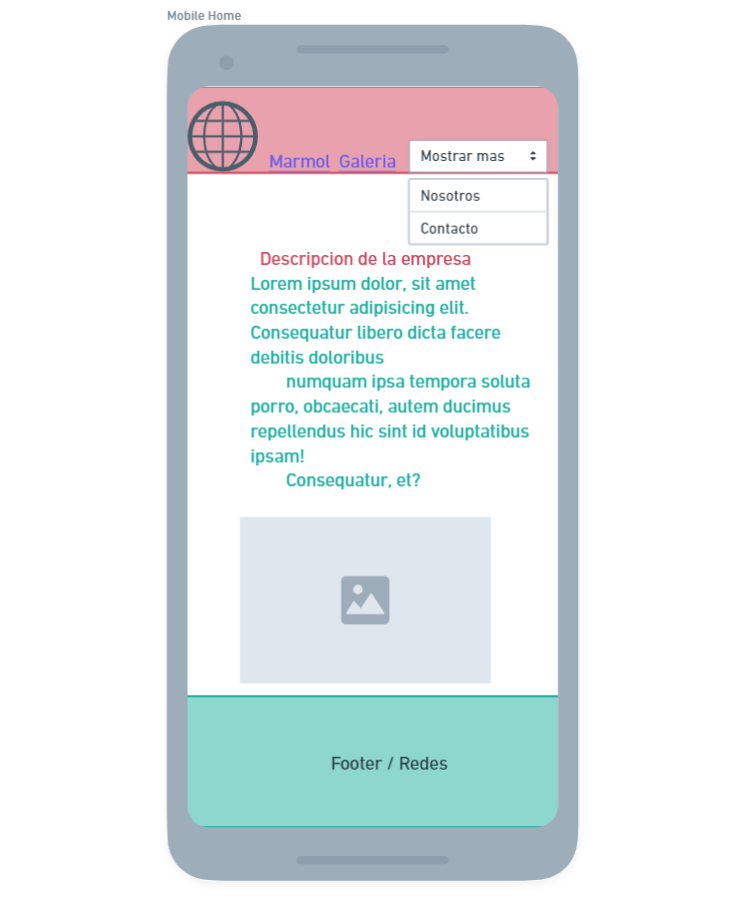 Mobile Home
Marmol Galeria Mostrar mas
Nosotros
Contacto
Descripcion de la empresa
Lorem ipsum dolor, sit amet
consectetur adipisicing elit.
Consequatur libero dicta facere
debitis doloribus
numquam ipsa tempora soluta
porro, obcaecati, autem ducimus
repellendus hic sint id voluptatibus
ipsam!
Consequatur, et?
Footer / Redes